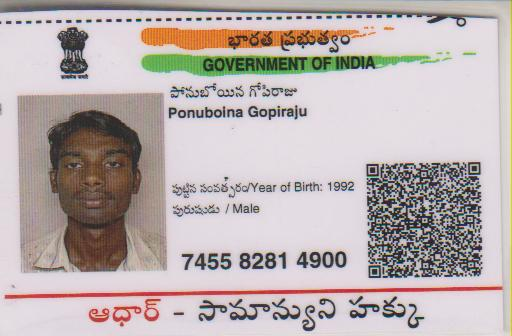 భారత ప్రభుత్వం
GOVERNMENT OF INDIA
పోనుబోయిన గోపిరాజు
Ponuboina Gopiraju
పుట్టిన సంవత్సరం/Year of Birth: 1992
పురుషుడు / Male
7455 8281 4900
ఆధార్ - సామాన్యుని హక్కు